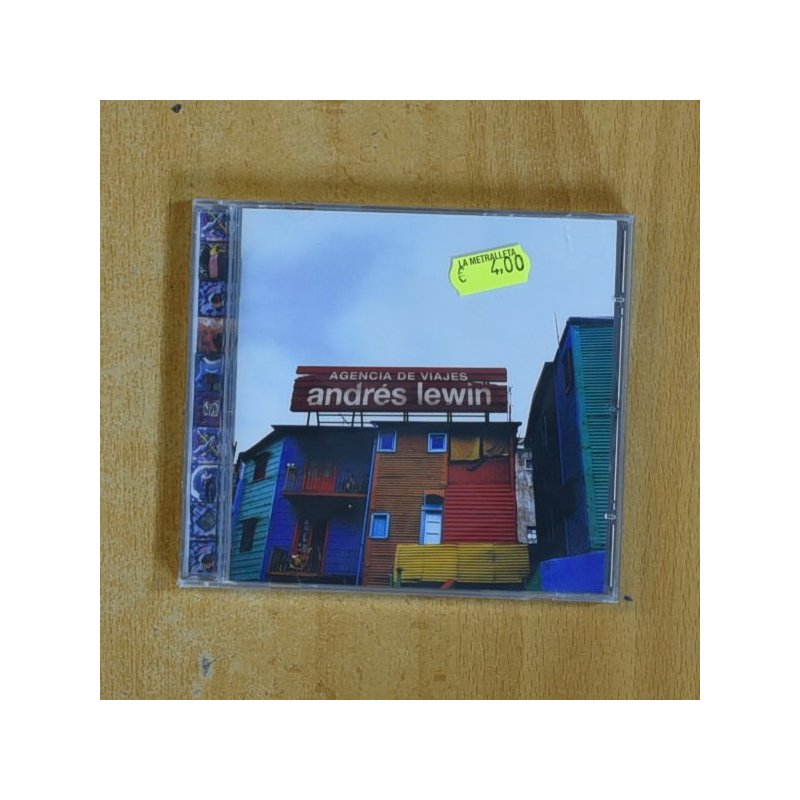 LA METRALLETA
€ 4,00
AGENCIA DE VIAJES
andrés lewin